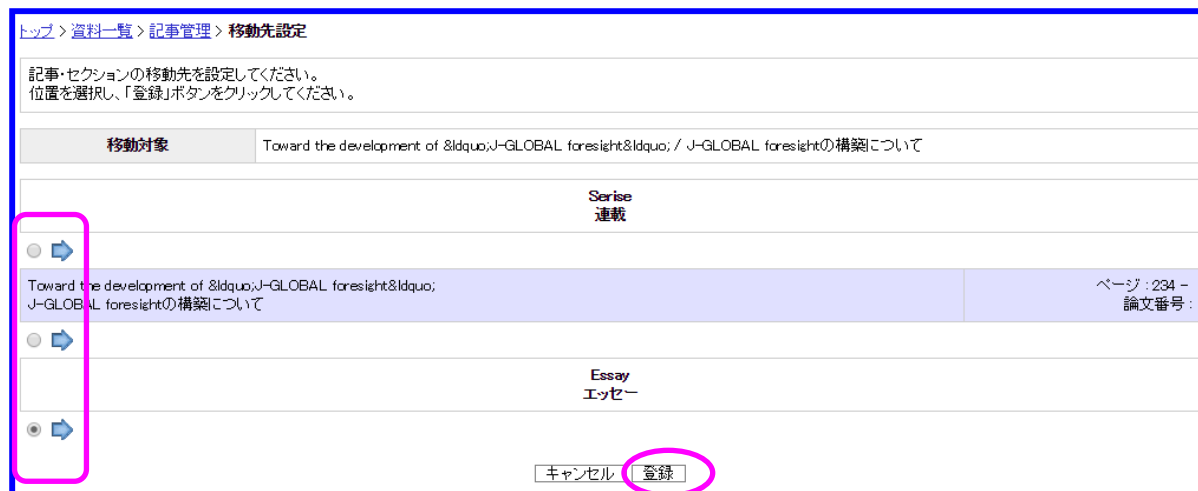 トップ > 資料一覧 > 記事管理 > 移動先設定
記事・セクションの移動先を設定してください。
位置を選択し、「登録」ボタンをクリックしてください。
移動対象 Toward the development of &ldquo;J-GLOBAL foresight&ldquo; / J-GLOBAL foresightの構築について
Serise
連載
Toward the development of &ldquo;J-GLOBAL foresight&ldquo;
J-GLOBAL foresightの構築について
ページ : 234 -
論文番号 :
Essay
エッセー
キャンセル 登録